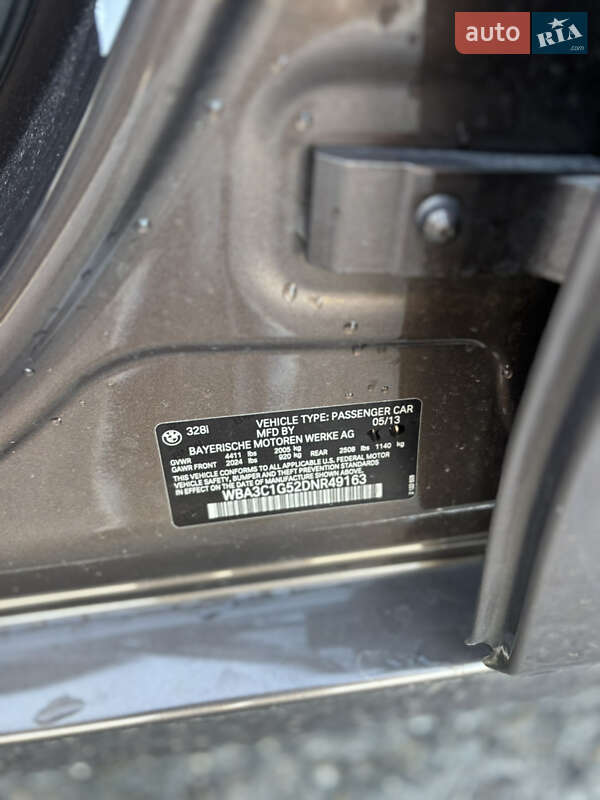 auto RIA .com
328i VEHICLE TYPE: PASSENGER CAR
MFD BY 05/13
BAYERISCHE MOTOREN WERKE AG
GVWR 4411 lbs 2005 kg
GAWR FRONT 2024 lbs 920 kg REAR 2508 lbs 1140 kg
THIS VEHICLE CONFORMS TO ALL APPLICABLE U.S. FEDERAL MOTOR
VEHICLE SAFETY, BUMPER, AND THEFT PREVENTION STANDARDS
IN EFFECT ON THE DATE OF MANUFACTURE SHOWN ABOVE.
WBA3C1G52DNR49163